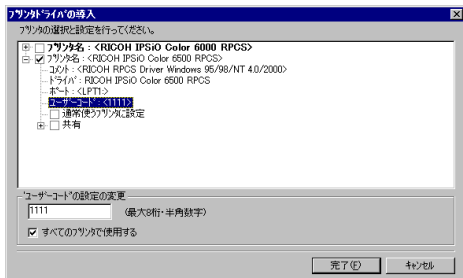 プリンタドライバの導入
プリンタの選択と設定を行ってください。
プリンタ名 : <RICOH IPSiO Color 6000 RPCS>
プリンタ名 : <RICOH IPSiO Color 6500 RPCS>
コメント : <RICOH RPCS Driver Windows 95/98/NT 4.0/2000>
ドライバ : RICOH IPSiO Color 6500 RPCS
ポート : <LPT1:>
ユーザーコード : <1111>
通常使うプリンタに設定
共有
'ユーザーコード'の設定の変更
1111
(最大8桁・半角数字)
すべてのプリンタで使用する
完了(F)
キャンセル